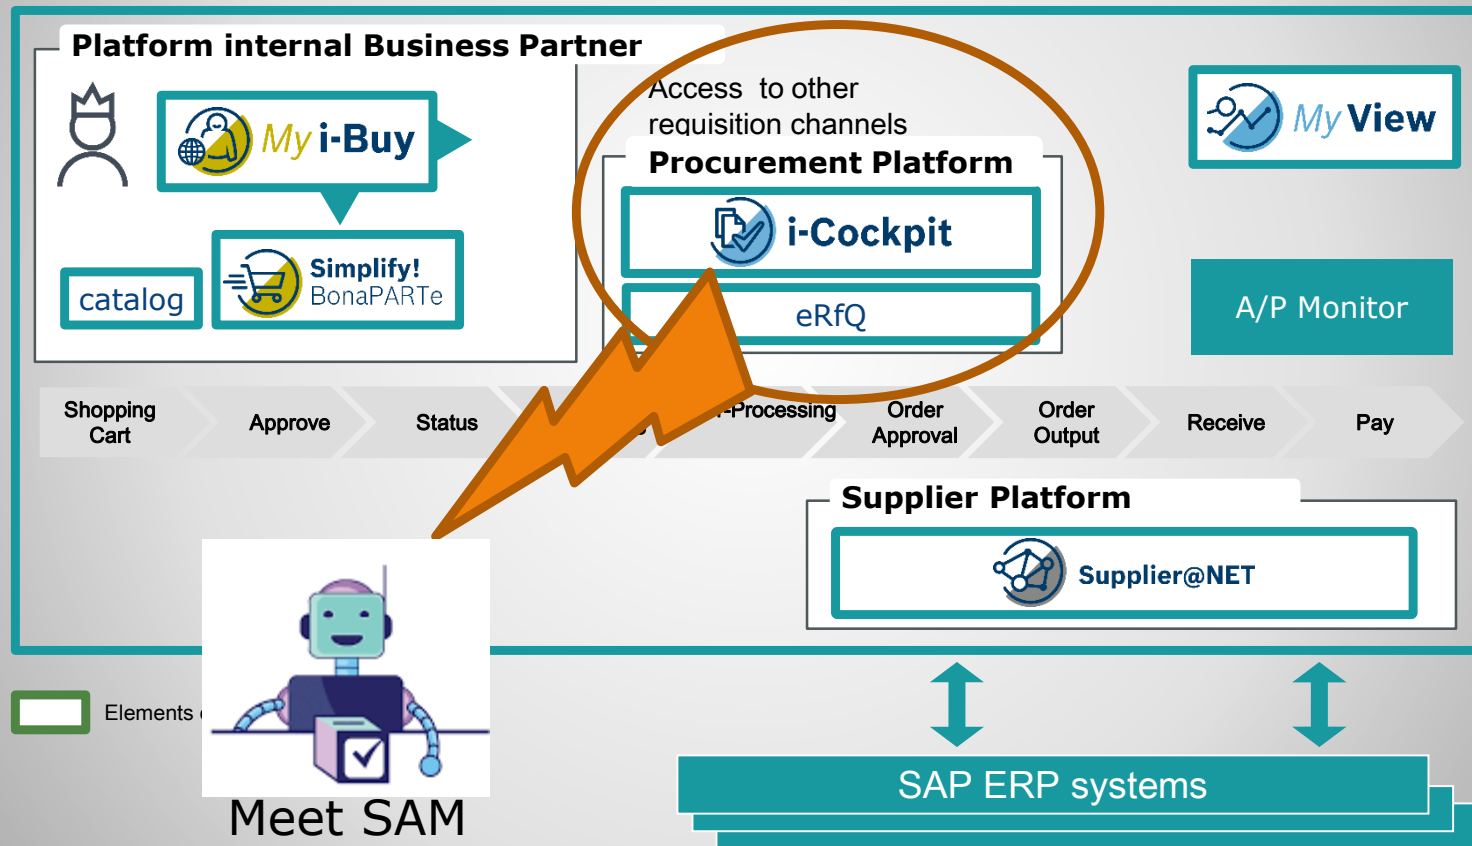 Platform internal Business Partner
My i-Buy
catalog
Simplify!
BonaPARTe
Access to other
requisition channels
Procurement Platform
i-Cockpit
eRfQ
My View
A/P Monitor
Shopping
Cart
Approve
Status
-Processing
Order
Approval
Order
Output
Receive
Pay
Supplier Platform
Supplier@NET
Elements
Meet SAM
SAP ERP systems